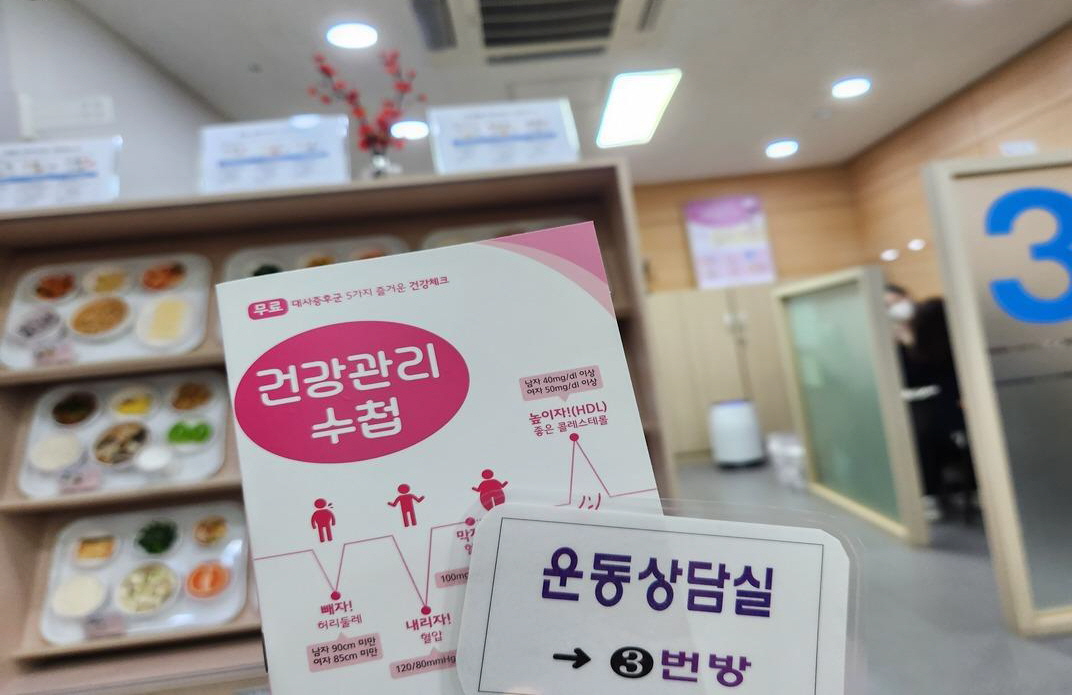 무료 대사증후군 5가지 즐거운 건강체크
건강관리
수첩
남자 40mg/dl 이상
여자 50mg/dl 이상
높이자!(HDL)
좋은 콜레스테롤
막
100mg
빼자!
허리둘레
남자 90cm 미만
여자 85cm 미만
내리자!
혈압
120/80mmHg
운동상담실
→ ❸번방
3